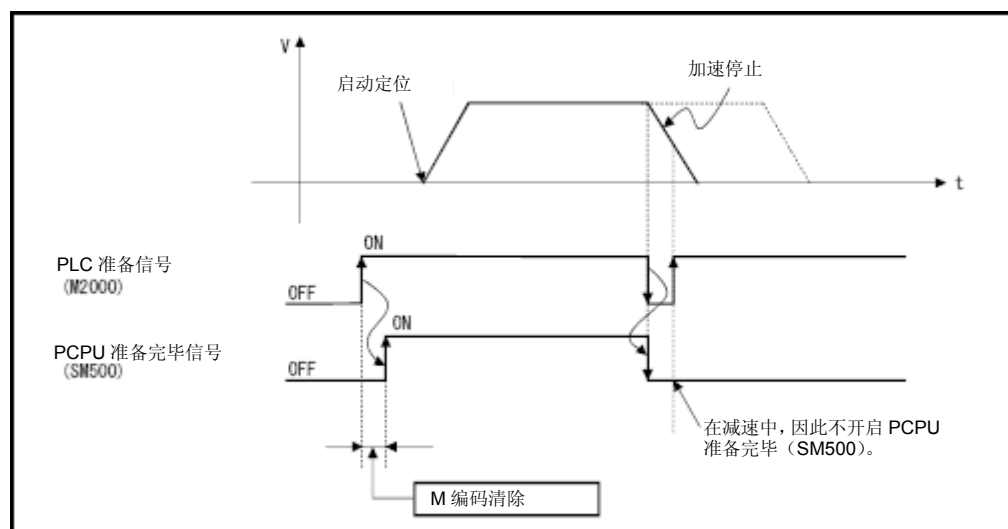 V
启动定位
加速停止
t
PLC 准备信号
(M2000)
ON
OFF
PCPU 准备完毕信号
(SM500)
ON
OFF
在减速中，因此不开启 PCPU
准备完毕（SM500）。
M 编码清除